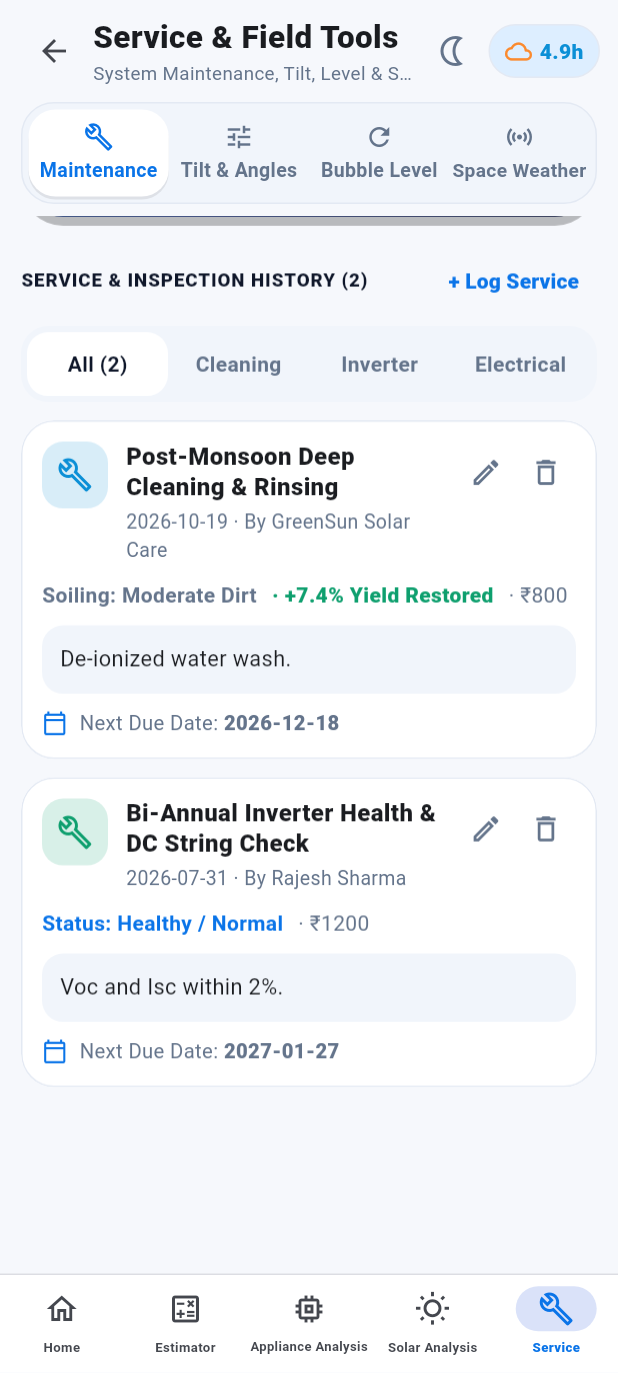 Service & Field Tools
System Maintenance, Tilt, Level & S...
4.9h
Maintenance
Tilt & Angles
Bubble Level
Space Weather
SERVICE & INSPECTION HISTORY (2)
+ Log Service
All (2)
Cleaning
Inverter
Electrical
Post-Monsoon Deep
Cleaning & Rinsing
2026-10-19 · By GreenSun Solar
Care
Soiling: Moderate Dirt · +7.4% Yield Restored · ₹800
De-ionized water wash.
Next Due Date: 2026-12-18
Bi-Annual Inverter Health &
DC String Check
2026-07-31 · By Rajesh Sharma
Status: Healthy / Normal · ₹1200
Voc and Isc within 2%.
Next Due Date: 2027-01-27
Home
Estimator
Appliance Analysis
Solar Analysis
Service